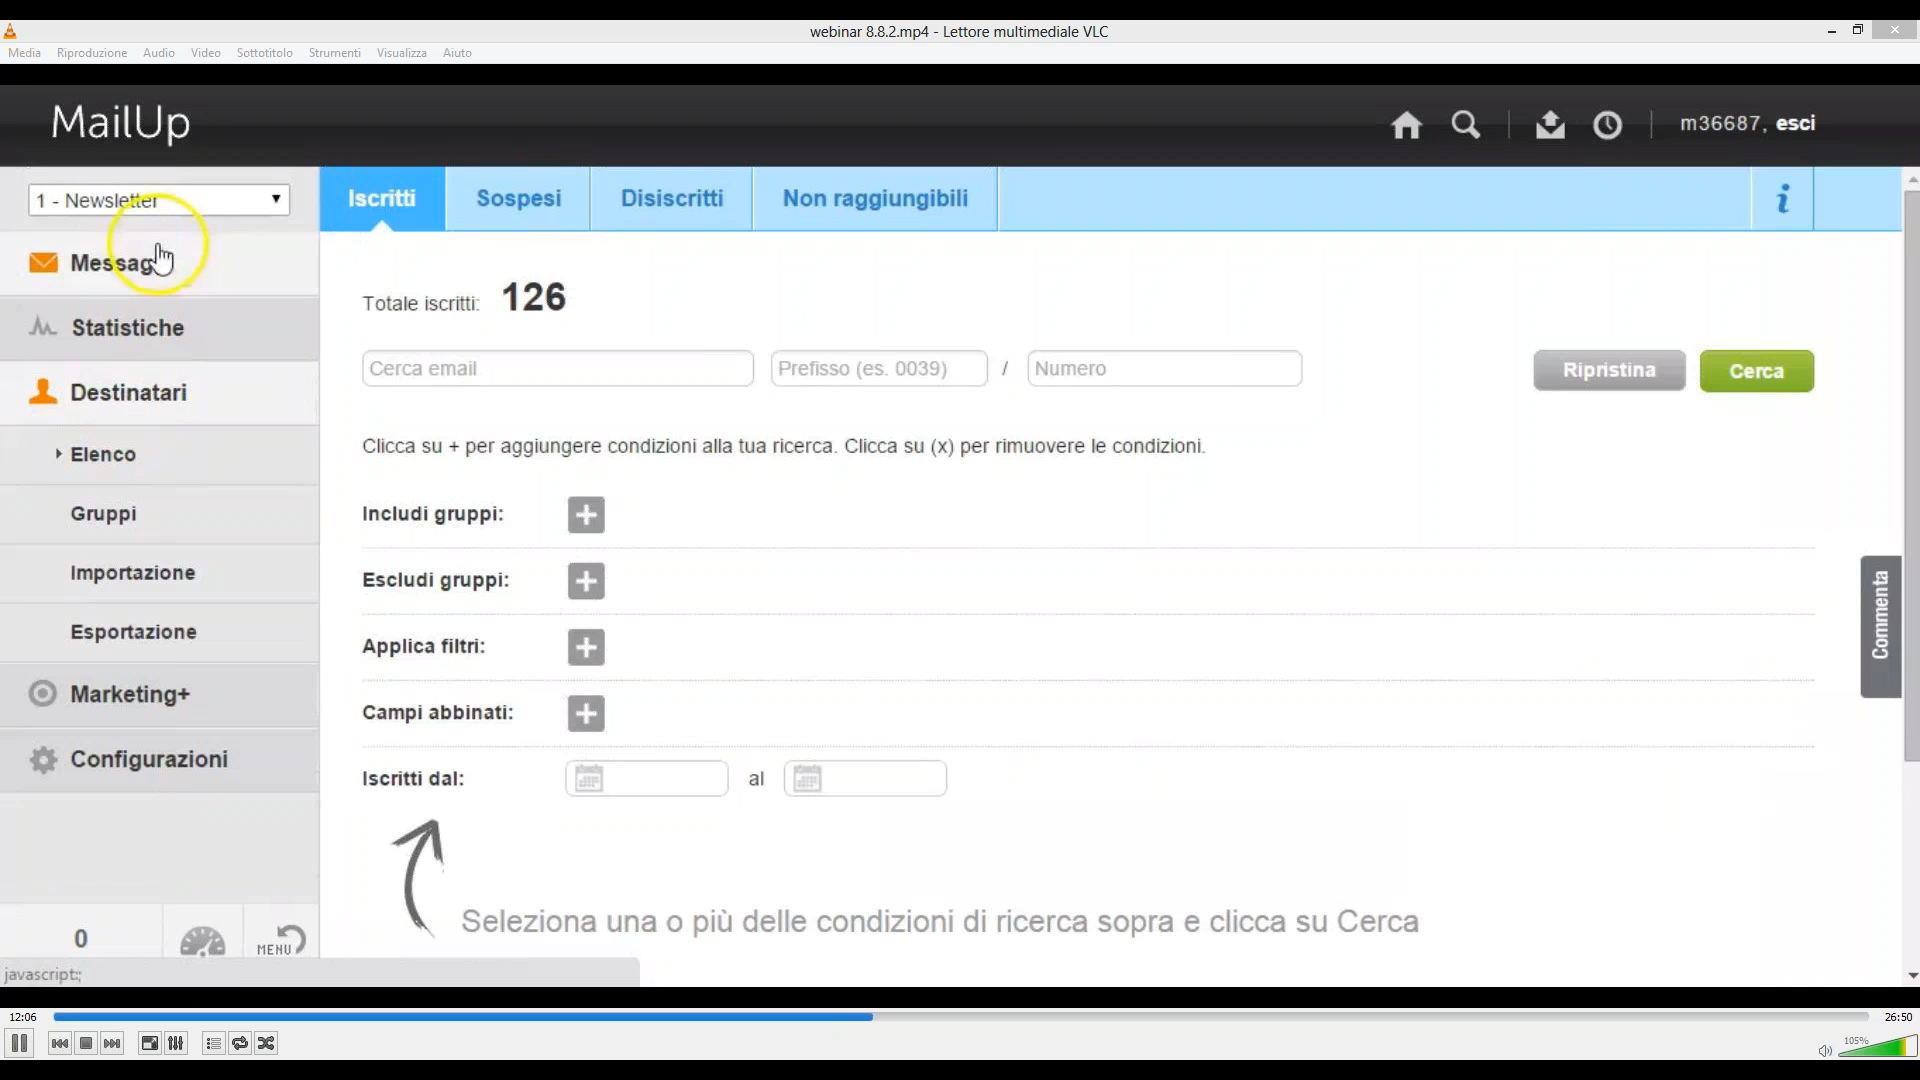 webinar 8.8.2.mp4 - Lettore multimediale VLC
Media Riproduzione Audio Video Sottotitolo Strumenti Visualizza Aiuto
MailUp
m36687, esci
1 - Newsletter
Iscritti Sospesi Disiscritti Non raggiungibili i
Messag
Statistiche
Destinatari
Elenco
Gruppi
Importazione
Esportazione
Marketing+
Configurazioni
0
MENU
javascript:;
Totale iscritti: 126
Cerca email Prefisso (es. 0039) / Numero Ripristina Cerca
Clicca su + per aggiungere condizioni alla tua ricerca. Clicca su (x) per rimuovere le condizioni.
Includi gruppi:
Escludi gruppi:
Applica filtri:
Campi abbinati:
Iscritti dal: al
Seleziona una o più delle condizioni di ricerca sopra e clicca su Cerca
Commenta
12:06 26:50
105%